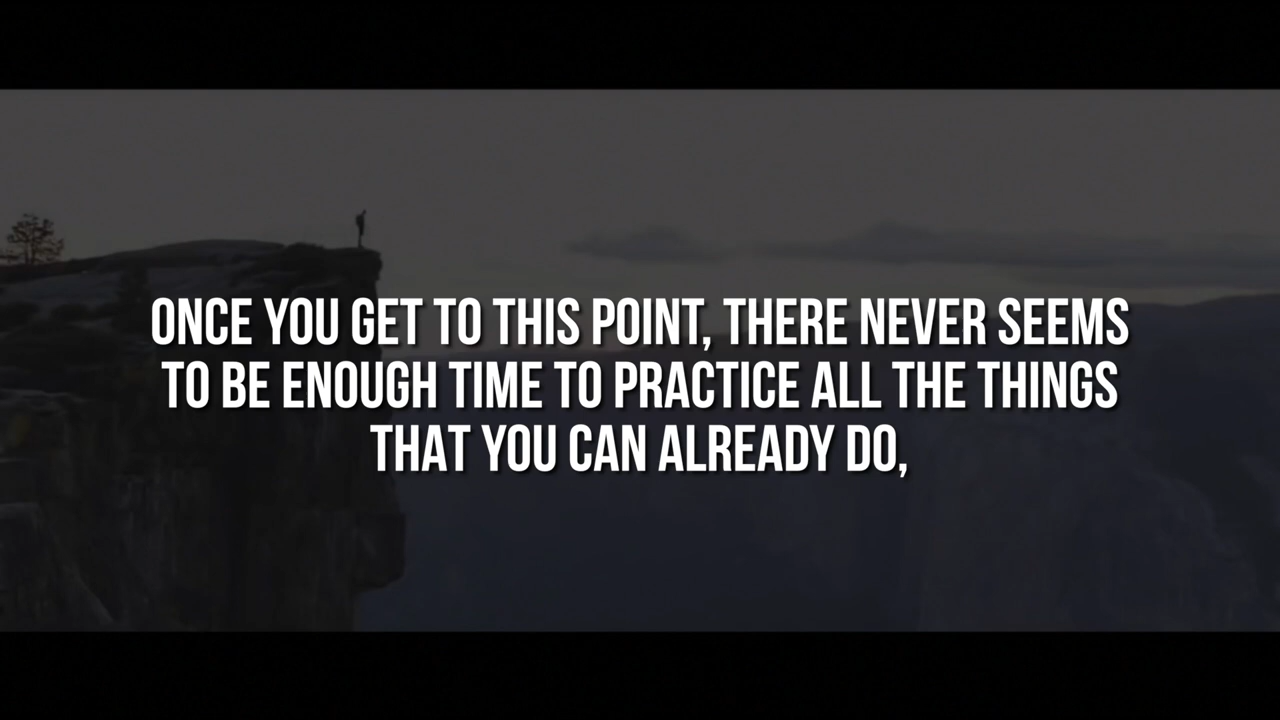 ONCE YOU GET TO THIS POINT, THERE NEVER SEEMS
TO BE ENOUGH TIME TO PRACTICE ALL THE THINGS
THAT YOU CAN ALREADY DO,